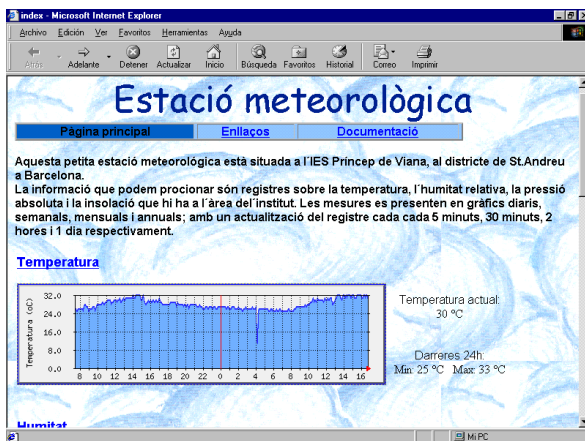 index - Microsoft Internet Explorer
Archivo Edición Ver Favoritos Herramientas Ayuda
Atrás Adelante Detener Actualizar Inicio Búsqueda Favoritos Historial Correo Imprimir
Estació meteorològica
Pàgina principal Enllaços Documentació
Aquesta petita estació meteorológica està situada a l´IES Príncep de Viana, al districte de St.Andreu
a Barcelona.
La informació que podem procionar són registres sobre la temperatura, l´humitat relativa, la pressió
absoluta i la insolació que hi ha a l´àrea del´institut. Les mesures es presenten en gràfics diaris,
semanals, mensuals i annuals; amb un actualització del registre cada cada 5 minuts, 30 minuts, 2
hores i 1 dia respectivament.
Temperatura
Temperatura (oC)
32.0
24.0
16.0
8.0
0.0
8 10 12 14 16 18 20 22 0 2 4 6 8 10 12 14 16
Temperatura actual:
30 ºC
Darreres 24h:
Min: 25 ºC Max: 33 ºC
Humitat
Mi PC